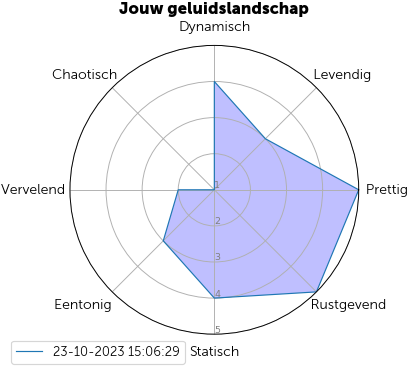 Jouw geluidslandschap
Dynamisch
Chaotisch
Levendig
Vervelend
1
Prettig
2
3
4
Eentonig
Rustgevend
5
23-10-2023 15:06:29
Statisch